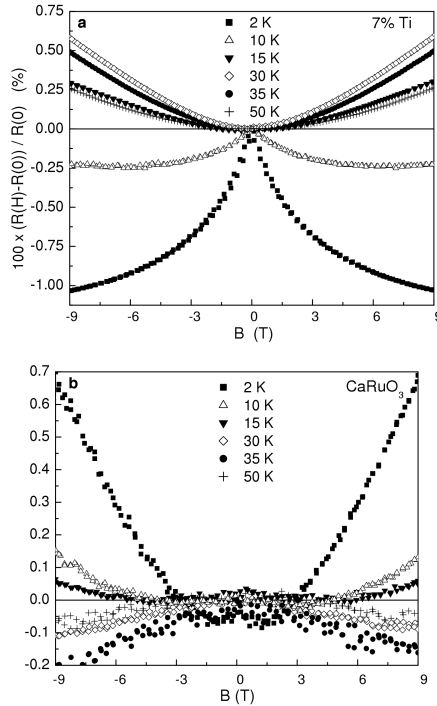 a
7% Ti
2 K
10 K
15 K
30 K
35 K
50 K
0.75
0.50
0.25
0.00
-0.25
-0.50
-0.75
-1.00
100 x (R(H)-R(0)) / R(0) (%)
-9 -6 -3 0 3 6 9
B (T)
b
CaRuO3
2 K
10 K
15 K
30 K
35 K
50 K
0.7
0.6
0.5
0.4
0.3
0.2
0.1
0.0
-0.1
-0.2
-9 -6 -3 0 3 6 9
B (T)